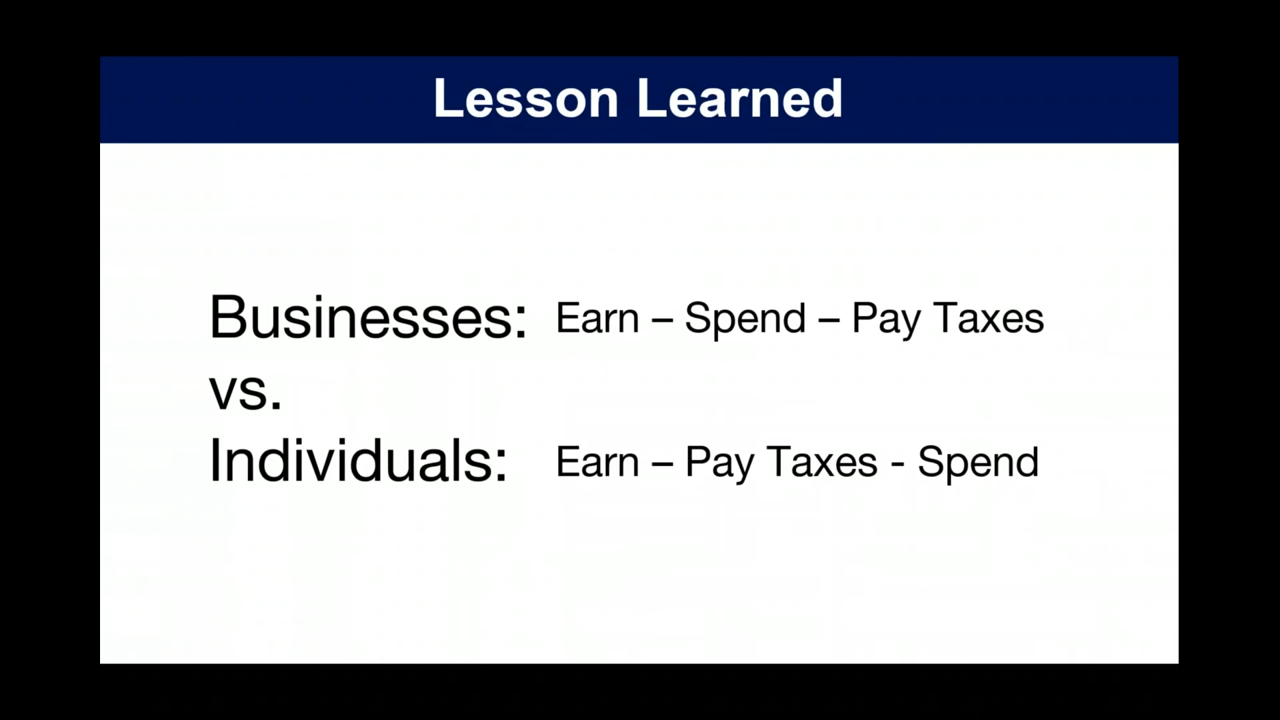 Lesson Learned
Businesses: Earn – Spend – Pay Taxes
vs.
Individuals: Earn – Pay Taxes - Spend